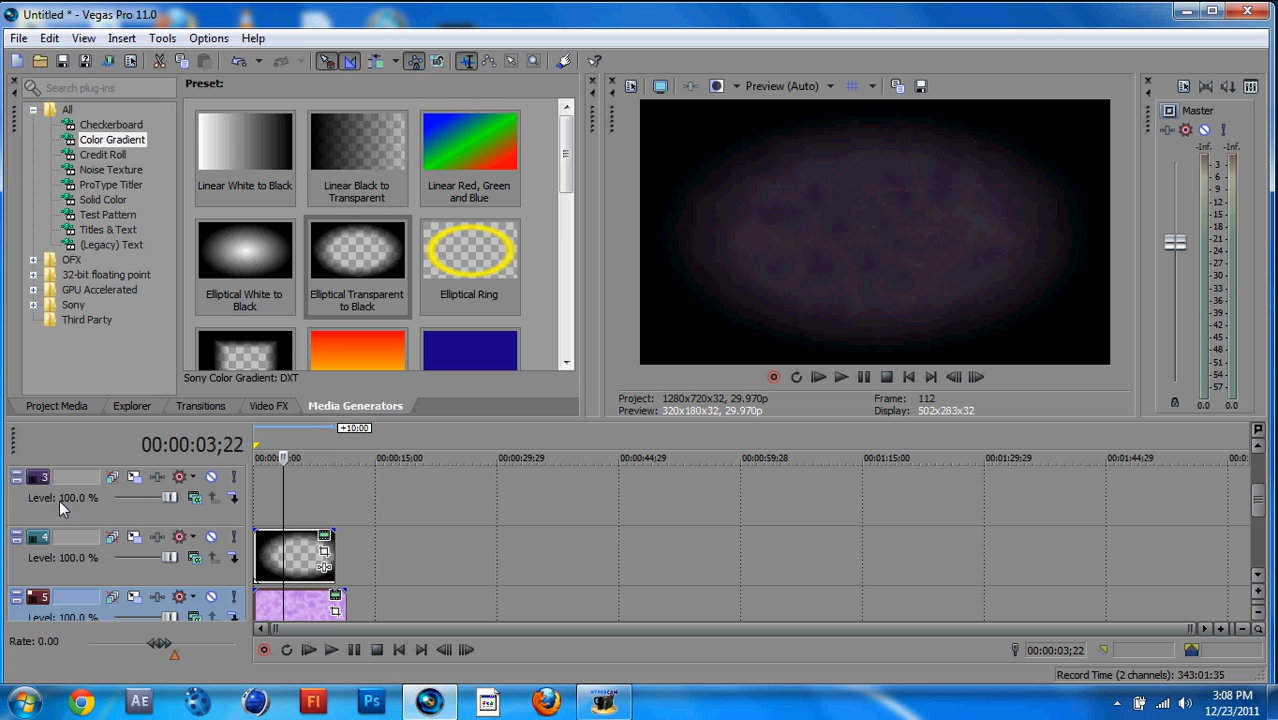 Untitled * - Vegas Pro 11.0
File Edit View Insert Tools Options Help
Search plug-ins
All
Checkerboard
Color Gradient
Credit Roll
Noise Texture
ProType Titler
Solid Color
Test Pattern
Titles & Text
(Legacy) Text
OFX
32-bit floating point
GPU Accelerated
Sony
Third Party
Preset:
Linear White to Black
Linear Black to
Transparent
Linear Red, Green
and Blue
Elliptical White to
Black
Elliptical Transparent
to Black
Elliptical Ring
Sony Color Gradient: DXT
Project Media Explorer Transitions Video FX Media Generators
Preview (Auto)
Project: 1280x720x32, 29.970p
Preview: 320x180x32, 29.970p
Frame: 112
Display: 502x283x32
Master
-Inf. -Inf.
3
6
9
12
15
18
21
24
27
30
33
36
39
42
45
48
51
54
57
0.0 0.0
00:00:03;22
+10;00
00:00:15;00 00:00:29;29 00:00:44;29 00:00:59;28 00:01:15;00 00:01:29;29 00:01:44;29
3
Level: 100.0 %
4
Level: 100.0 %
5
Level: 100.0 %
Rate: 0.00
00:00:03;22
Record Time (2 channels): 343:01:35
Ae
Fl
Ps
HYPERCAM
3:08 PM
12/23/2011